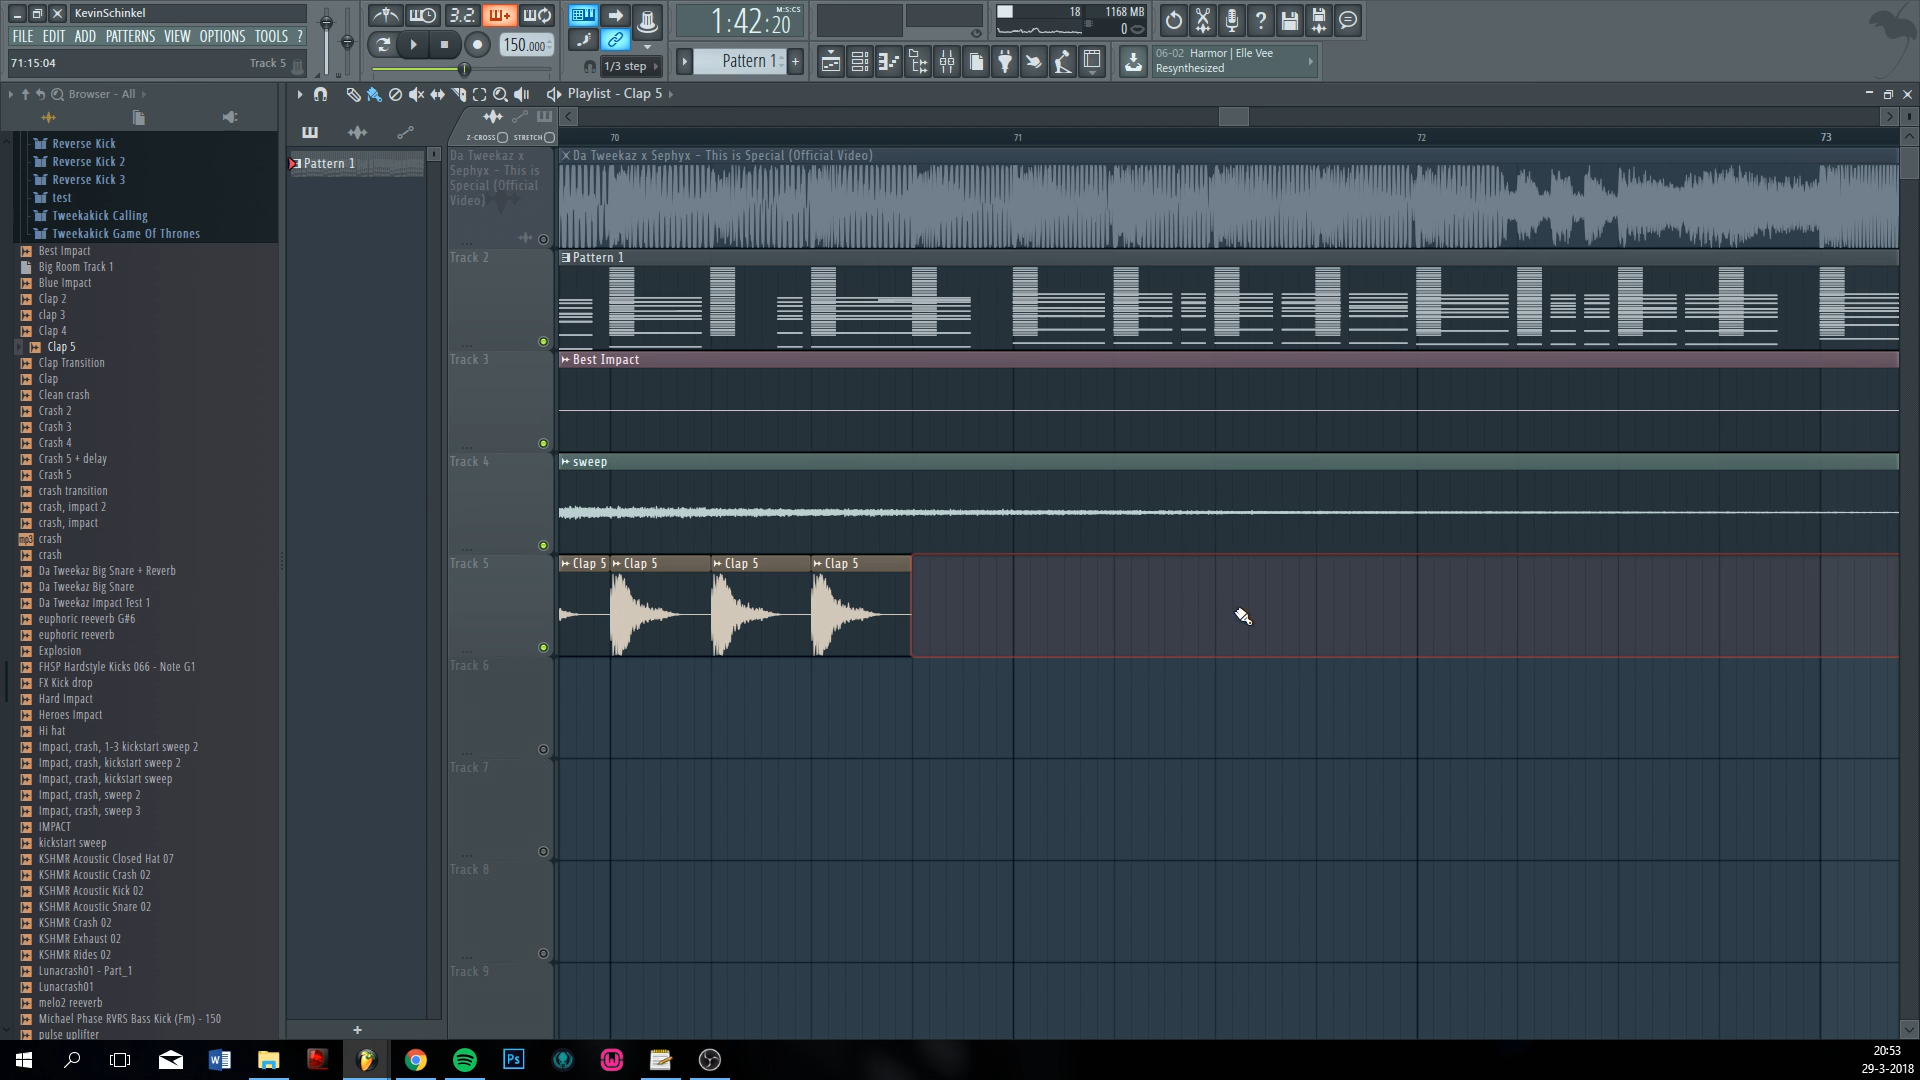 KevinSchinkel
FILE EDIT ADD PATTERNS VIEW OPTIONS TOOLS ?
71:15:04
Track 5
3.2.
150.000
1/3 step
M:S:CS
1:42:20
Pattern 1
18
1168 MB
0
06-02 Harmor | Elle Vee
Resynthesized
Browser - All
Playlist - Clap 5
Z-CROSS
STRETCH
70
71
72
73
Reverse Kick
Reverse Kick 2
Reverse Kick 3
test
Tweekakick Calling
Tweekakick Game Of Thrones
Best Impact
Big Room Track 1
Blue Impact
Clap 2
clap 3
Clap 4
Clap 5
Clap Transition
Clap
Clean crash
Crash 2
Crash 3
Crash 4
Crash 5 + delay
Crash 5
crash transition
crash, impact 2
crash, impact
mp3
crash
crash
Da Tweekaz Big Snare + Reverb
Da Tweekaz Big Snare
Da Tweekaz Impact Test 1
euphoric reeverb G#6
euphoric reeverb
Explosion
FHSP Hardstyle Kicks 066 - Note G1
FX Kick drop
Hard Impact
Heroes Impact
Hi hat
Impact, crash, 1-3 kickstart sweep 2
Impact, crash, kickstart sweep 2
Impact, crash, kickstart sweep
Impact, crash, sweep 2
Impact, crash, sweep 3
IMPACT
kickstart sweep
KSHMR Acoustic Closed Hat 07
KSHMR Acoustic Crash 02
KSHMR Acoustic Kick 02
KSHMR Acoustic Snare 02
KSHMR Crash 02
KSHMR Exhaust 02
KSHMR Rides 02
Lunacrash01 - Part_1
Lunacrash01
melo2 reeverb
Michael Phase RVRS Bass Kick (Fm) - 150
pulse uplifter
Pattern 1
Da Tweekaz x
Sephyx - This is
Special (Official
Video)
Da Tweekaz x Sephyx - This is Special (Official Video)
Track 2
Pattern 1
Track 3
Best Impact
Track 4
sweep
Track 5
Clap 5
Clap 5
Clap 5
Clap 5
Track 6
Track 7
Track 8
Track 9
Ps
20:53
29-3-2018